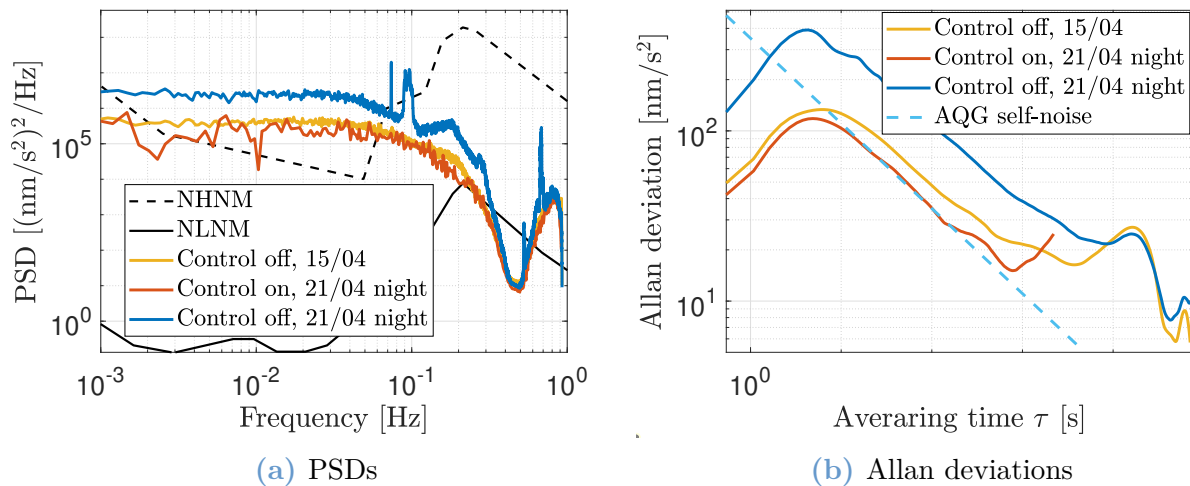 PSD [(nm/s²)²/Hz]
10⁵
10⁰
NHNM
NLNM
Control off, 15/04
Control on, 21/04 night
Control off, 21/04 night
10⁻³
10⁻²
10⁻¹
10⁰
Frequency [Hz]
(a) PSDs
Allan deviation [nm/s²]
10²
10¹
Control off, 15/04
Control on, 21/04 night
Control off, 21/04 night
AQG self-noise
10⁰
Averaring time τ [s]
(b) Allan deviations